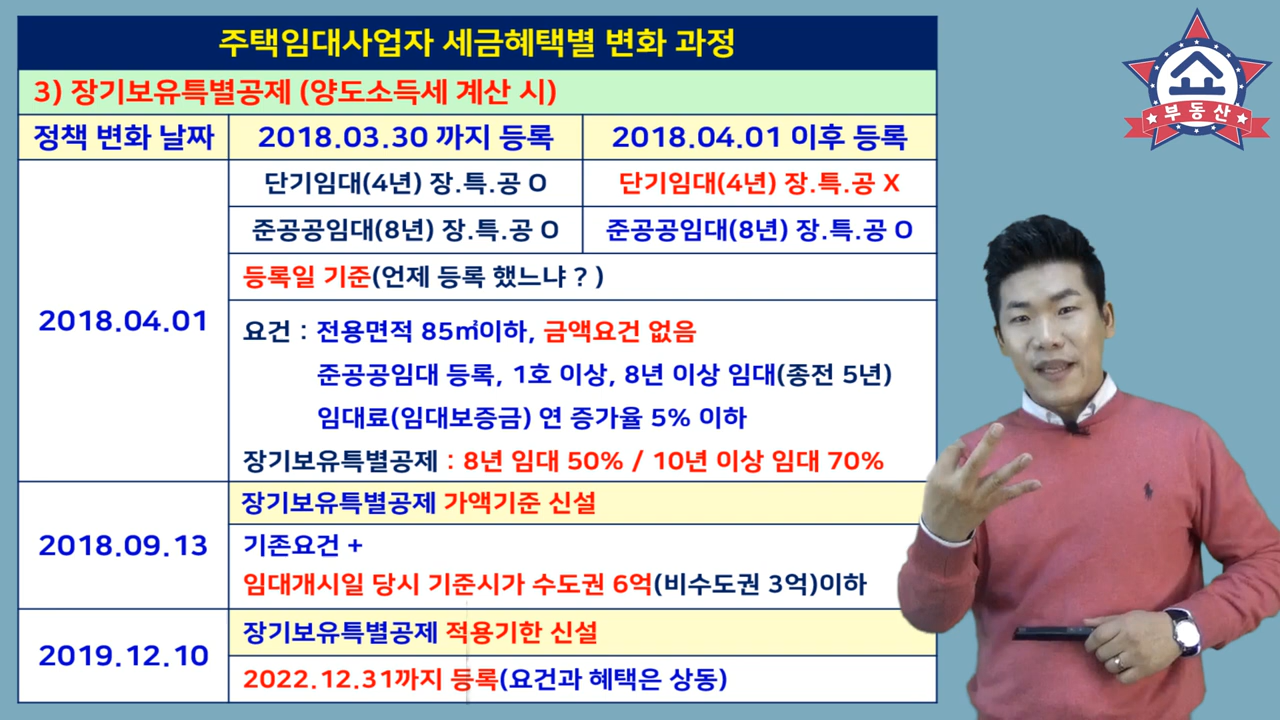 주택임대사업자 세금혜택별 변화 과정
3) 장기보유특별공제 (양도소득세 계산 시)
정책 변화 날짜 2018.03.30 까지 등록 2018.04.01 이후 등록
2018.04.01
단기임대(4년) 장.특.공 O 단기임대(4년) 장.특.공 X
준공공임대(8년) 장.특.공 O 준공공임대(8년) 장.특.공 O
등록일 기준(언제 등록 했느냐 ? )
요건 : 전용면적 85㎡이하, 금액요건 없음
준공공임대 등록, 1호 이상, 8년 이상 임대(종전 5년)
임대료(임대보증금) 연 증가율 5% 이하
장기보유특별공제 : 8년 임대 50% / 10년 이상 임대 70%
2018.09.13
장기보유특별공제 가액기준 신설
기존요건 +
임대개시일 당시 기준시가 수도권 6억(비수도권 3억)이하
2019.12.10
장기보유특별공제 적용기한 신설
2022.12.31까지 등록(요건과 혜택은 상동)
부동산